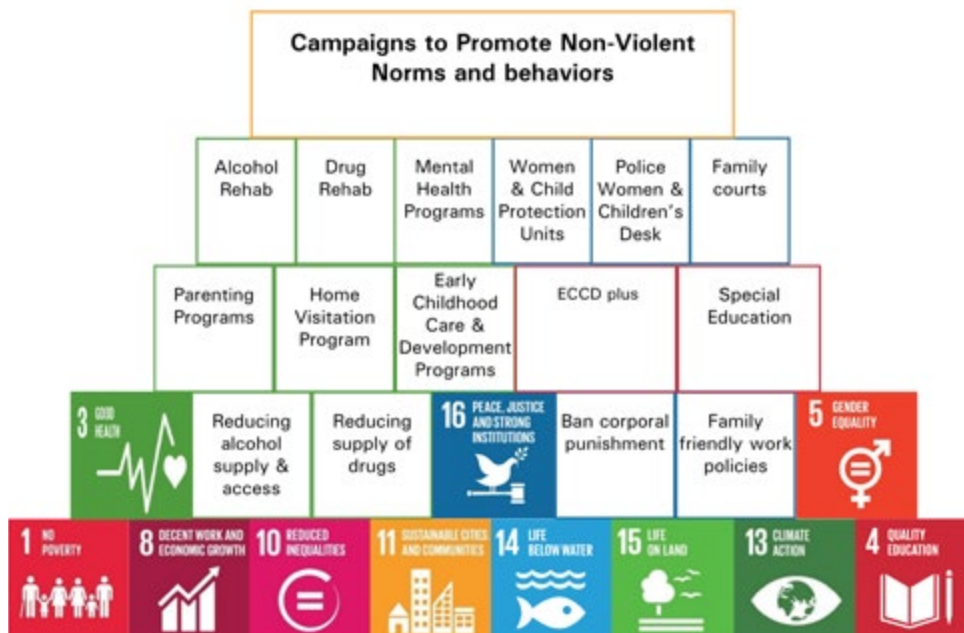 Campaigns to Promote Non-Violent
Norms and behaviors
Alcohol
Rehab
Drug
Rehab
Mental
Health
Programs
Women
& Child
Protection
Units
Police
Women &
Children's
Desk
Family
courts
Parenting
Programs
Home
Visitation
Program
Early
Childhood
Care &
Development
Programs
ECCD plus
Special
Education
3 GOOD
HEALTH
Reducing
alcohol
supply &
access
Reducing
supply of
drugs
16 PEACE, JUSTICE
AND STRONG
INSTITUTIONS
Ban corporal
punishment
Family
friendly work
policies
5 GENDER
EQUALITY
1 NO
POVERTY
8 DECENT WORK AND
ECONOMIC GROWTH
10 REDUCED
INEQUALITIES
11 SUSTAINABLE CITIES
AND COMMUNITIES
14 LIFE
BELOW WATER
15 LIFE
ON LAND
13 CLIMATE
ACTION
4 QUALITY
EDUCATION